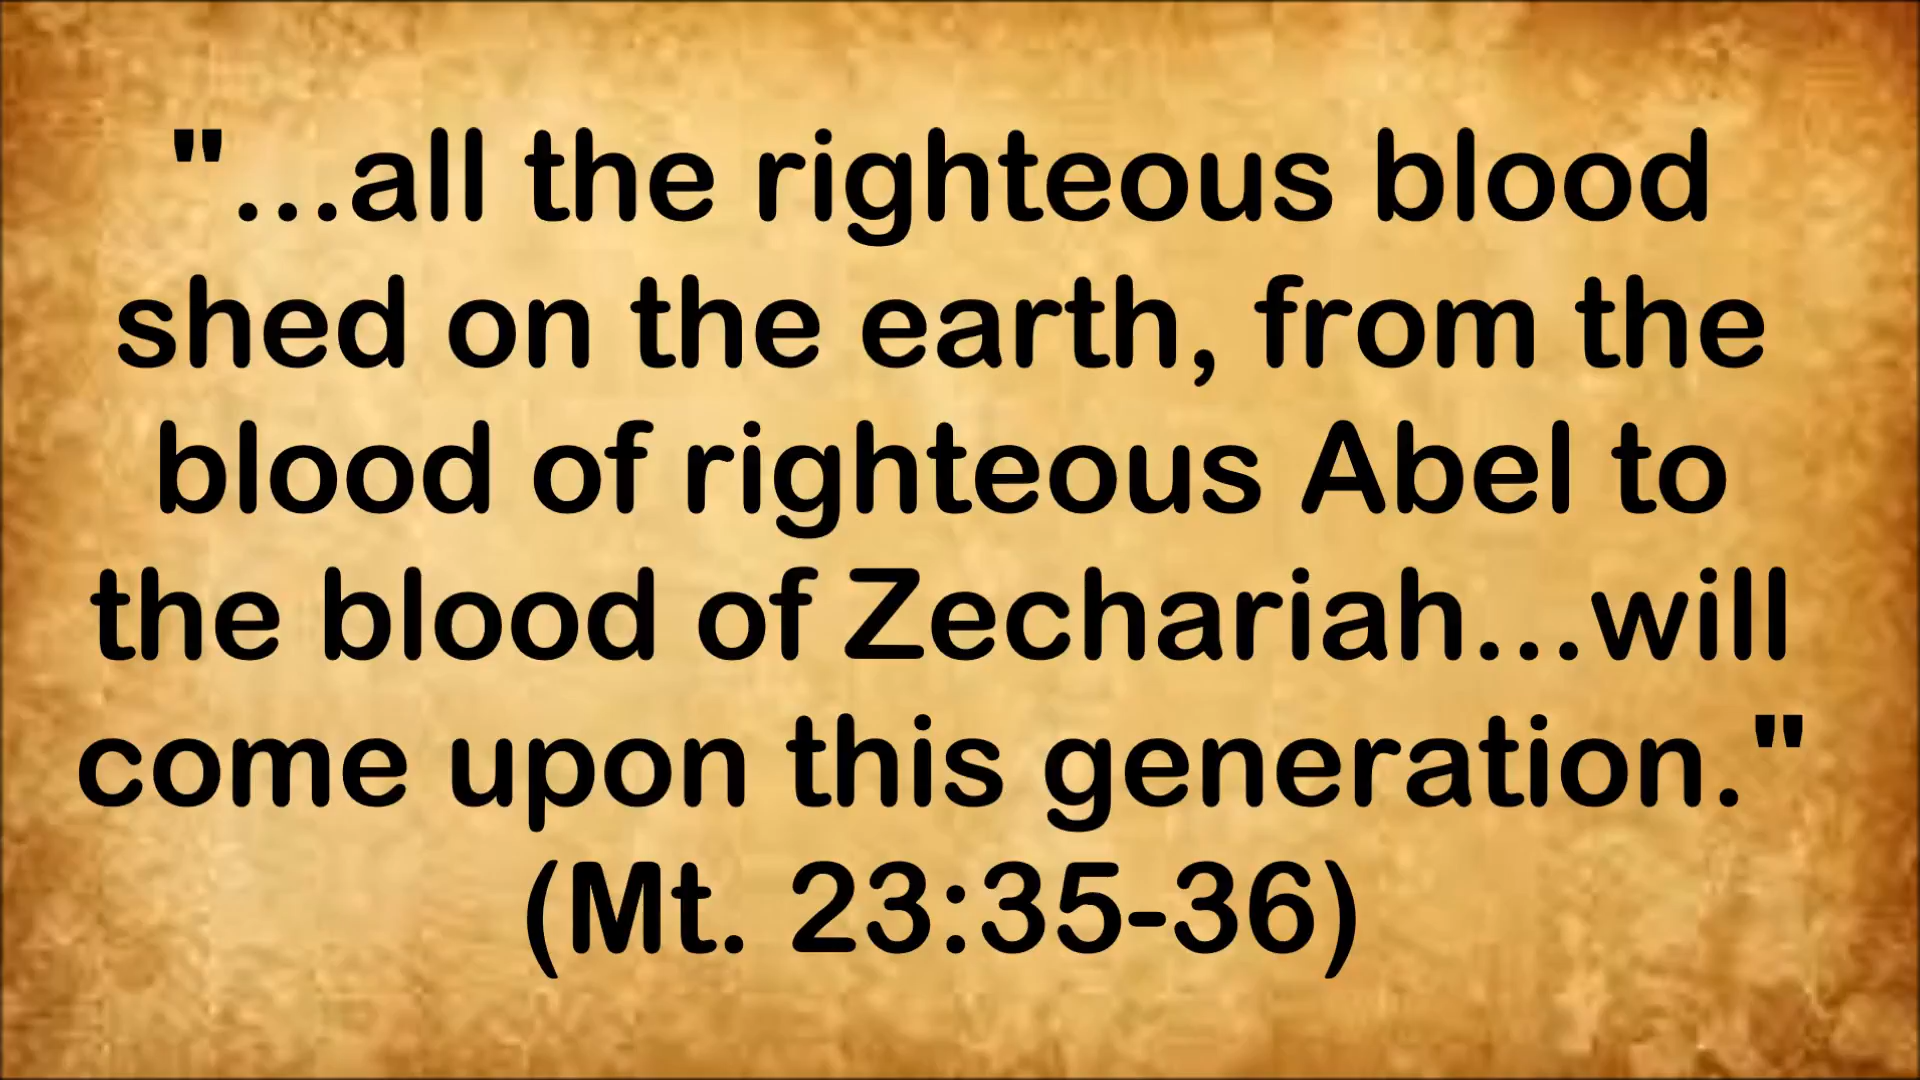 "...all the righteous blood
shed on the earth, from the
blood of righteous Abel to
the blood of Zechariah...will
come upon this generation."
(Mt. 23:35-36)